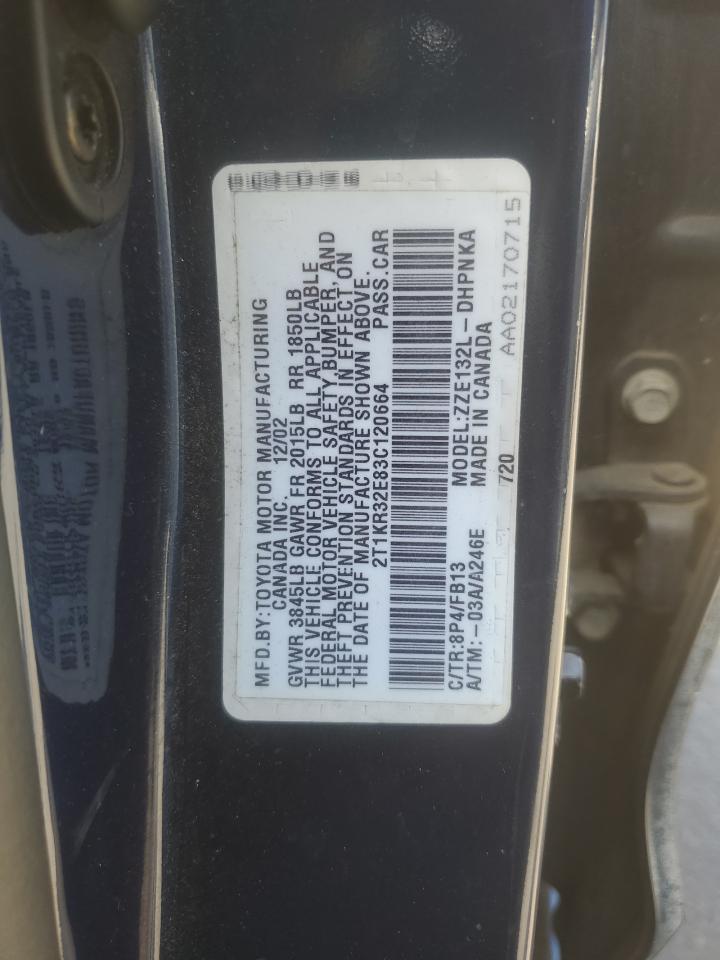 MFD.BY:TOYOTA MOTOR MANUFACTURING
CANADA INC. 12/02
GVWR 3845LB GAWR FR 2015LB RR 1850LB
THIS VEHICLE CONFORMS TO ALL APPLICABLE
FEDERAL MOTOR VEHICLE SAFETY, BUMPER, AND
THEFT PREVENTION STANDARDS IN EFFECT ON
THE DATE OF MANUFACTURE SHOWN ABOVE.
2T1KR32E83C120664 PASS.CAR
C/TR:8P4/FB13 MODEL:ZZE132L-DHPNKA
A/TM:-03A/A246E MADE IN CANADA
720
AA02170715